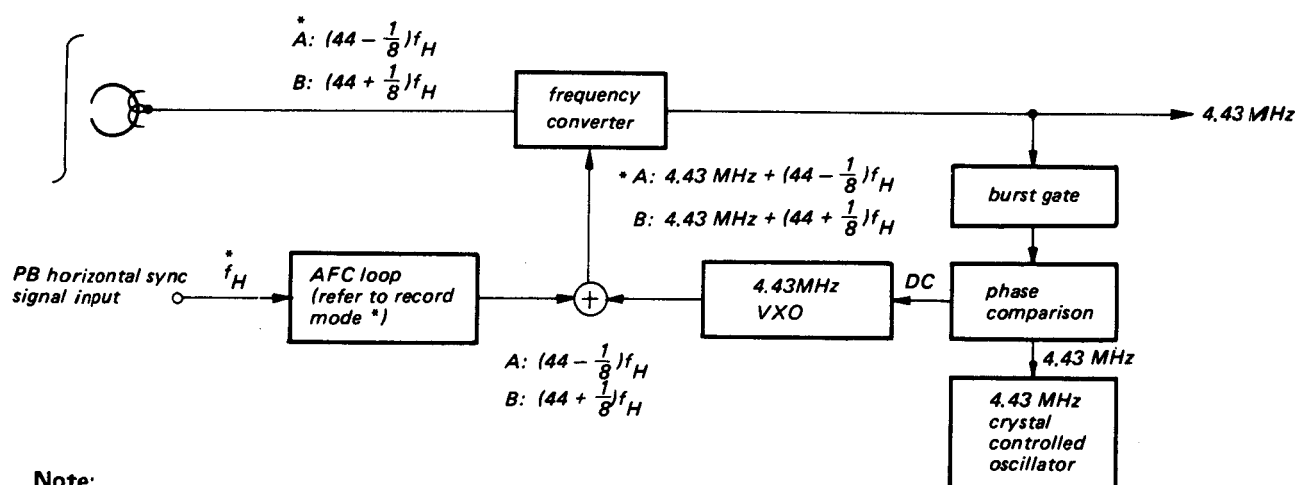 *
A: (44 - 1/8)f_H
B: (44 + 1/8)f_H
frequency
converter
4.43 MHz
* A: 4.43 MHz + (44 - 1/8)f_H
B: 4.43 MHz + (44 + 1/8)f_H
burst gate
PB horizontal sync
signal input
*
f_H
AFC loop
(refer to record
mode *)
+
4.43MHz
VXO
DC
phase
comparison
A: (44 - 1/8)f_H
B: (44 + 1/8)f_H
4.43 MHz
4.43 MHz
crystal
controlled
oscillator
Note: